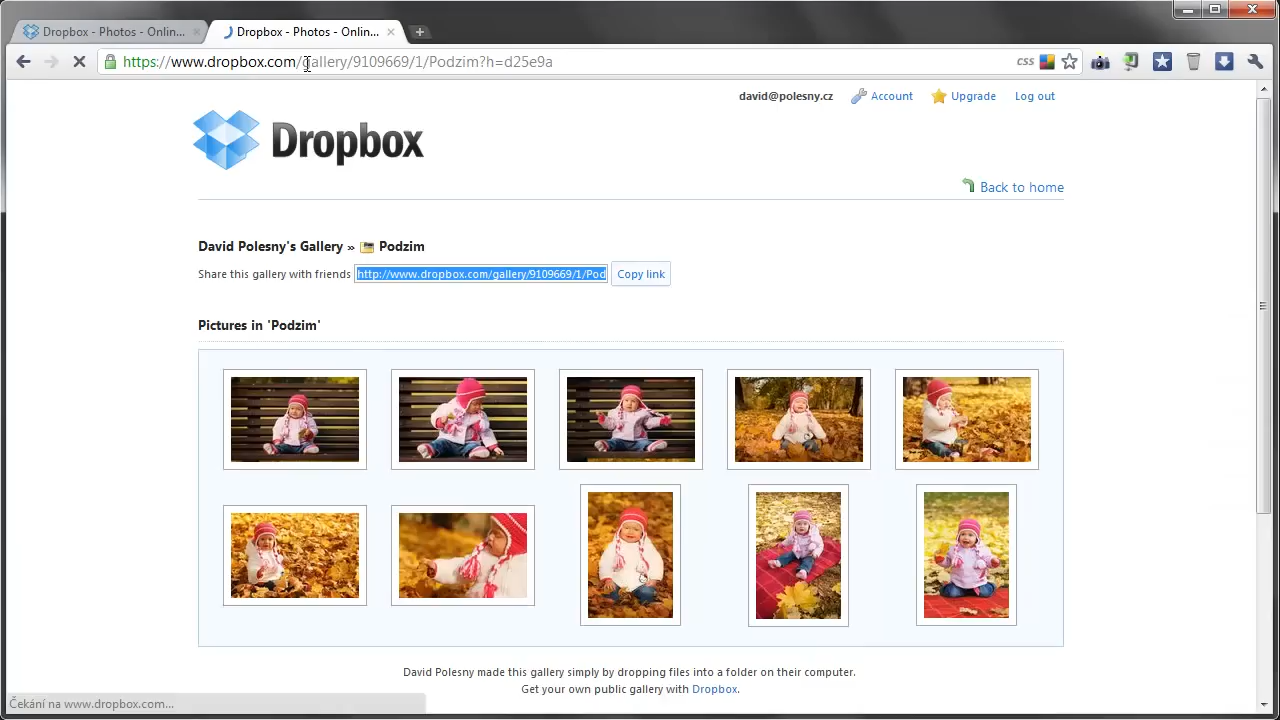 Dropbox - Photos - Onlin...
Dropbox - Photos - Onlin...
https://www.dropbox.com/gallery/9109669/1/Podzim?h=d25e9a
css
david@polesny.cz Account Upgrade Log out
Dropbox
Back to home
David Polesny's Gallery » Podzim
Share this gallery with friends http://www.dropbox.com/gallery/9109669/1/Pod Copy link
Pictures in 'Podzim'
David Polesny made this gallery simply by dropping files into a folder on their computer.
Get your own public gallery with Dropbox.
Čekání na www.dropbox.com...